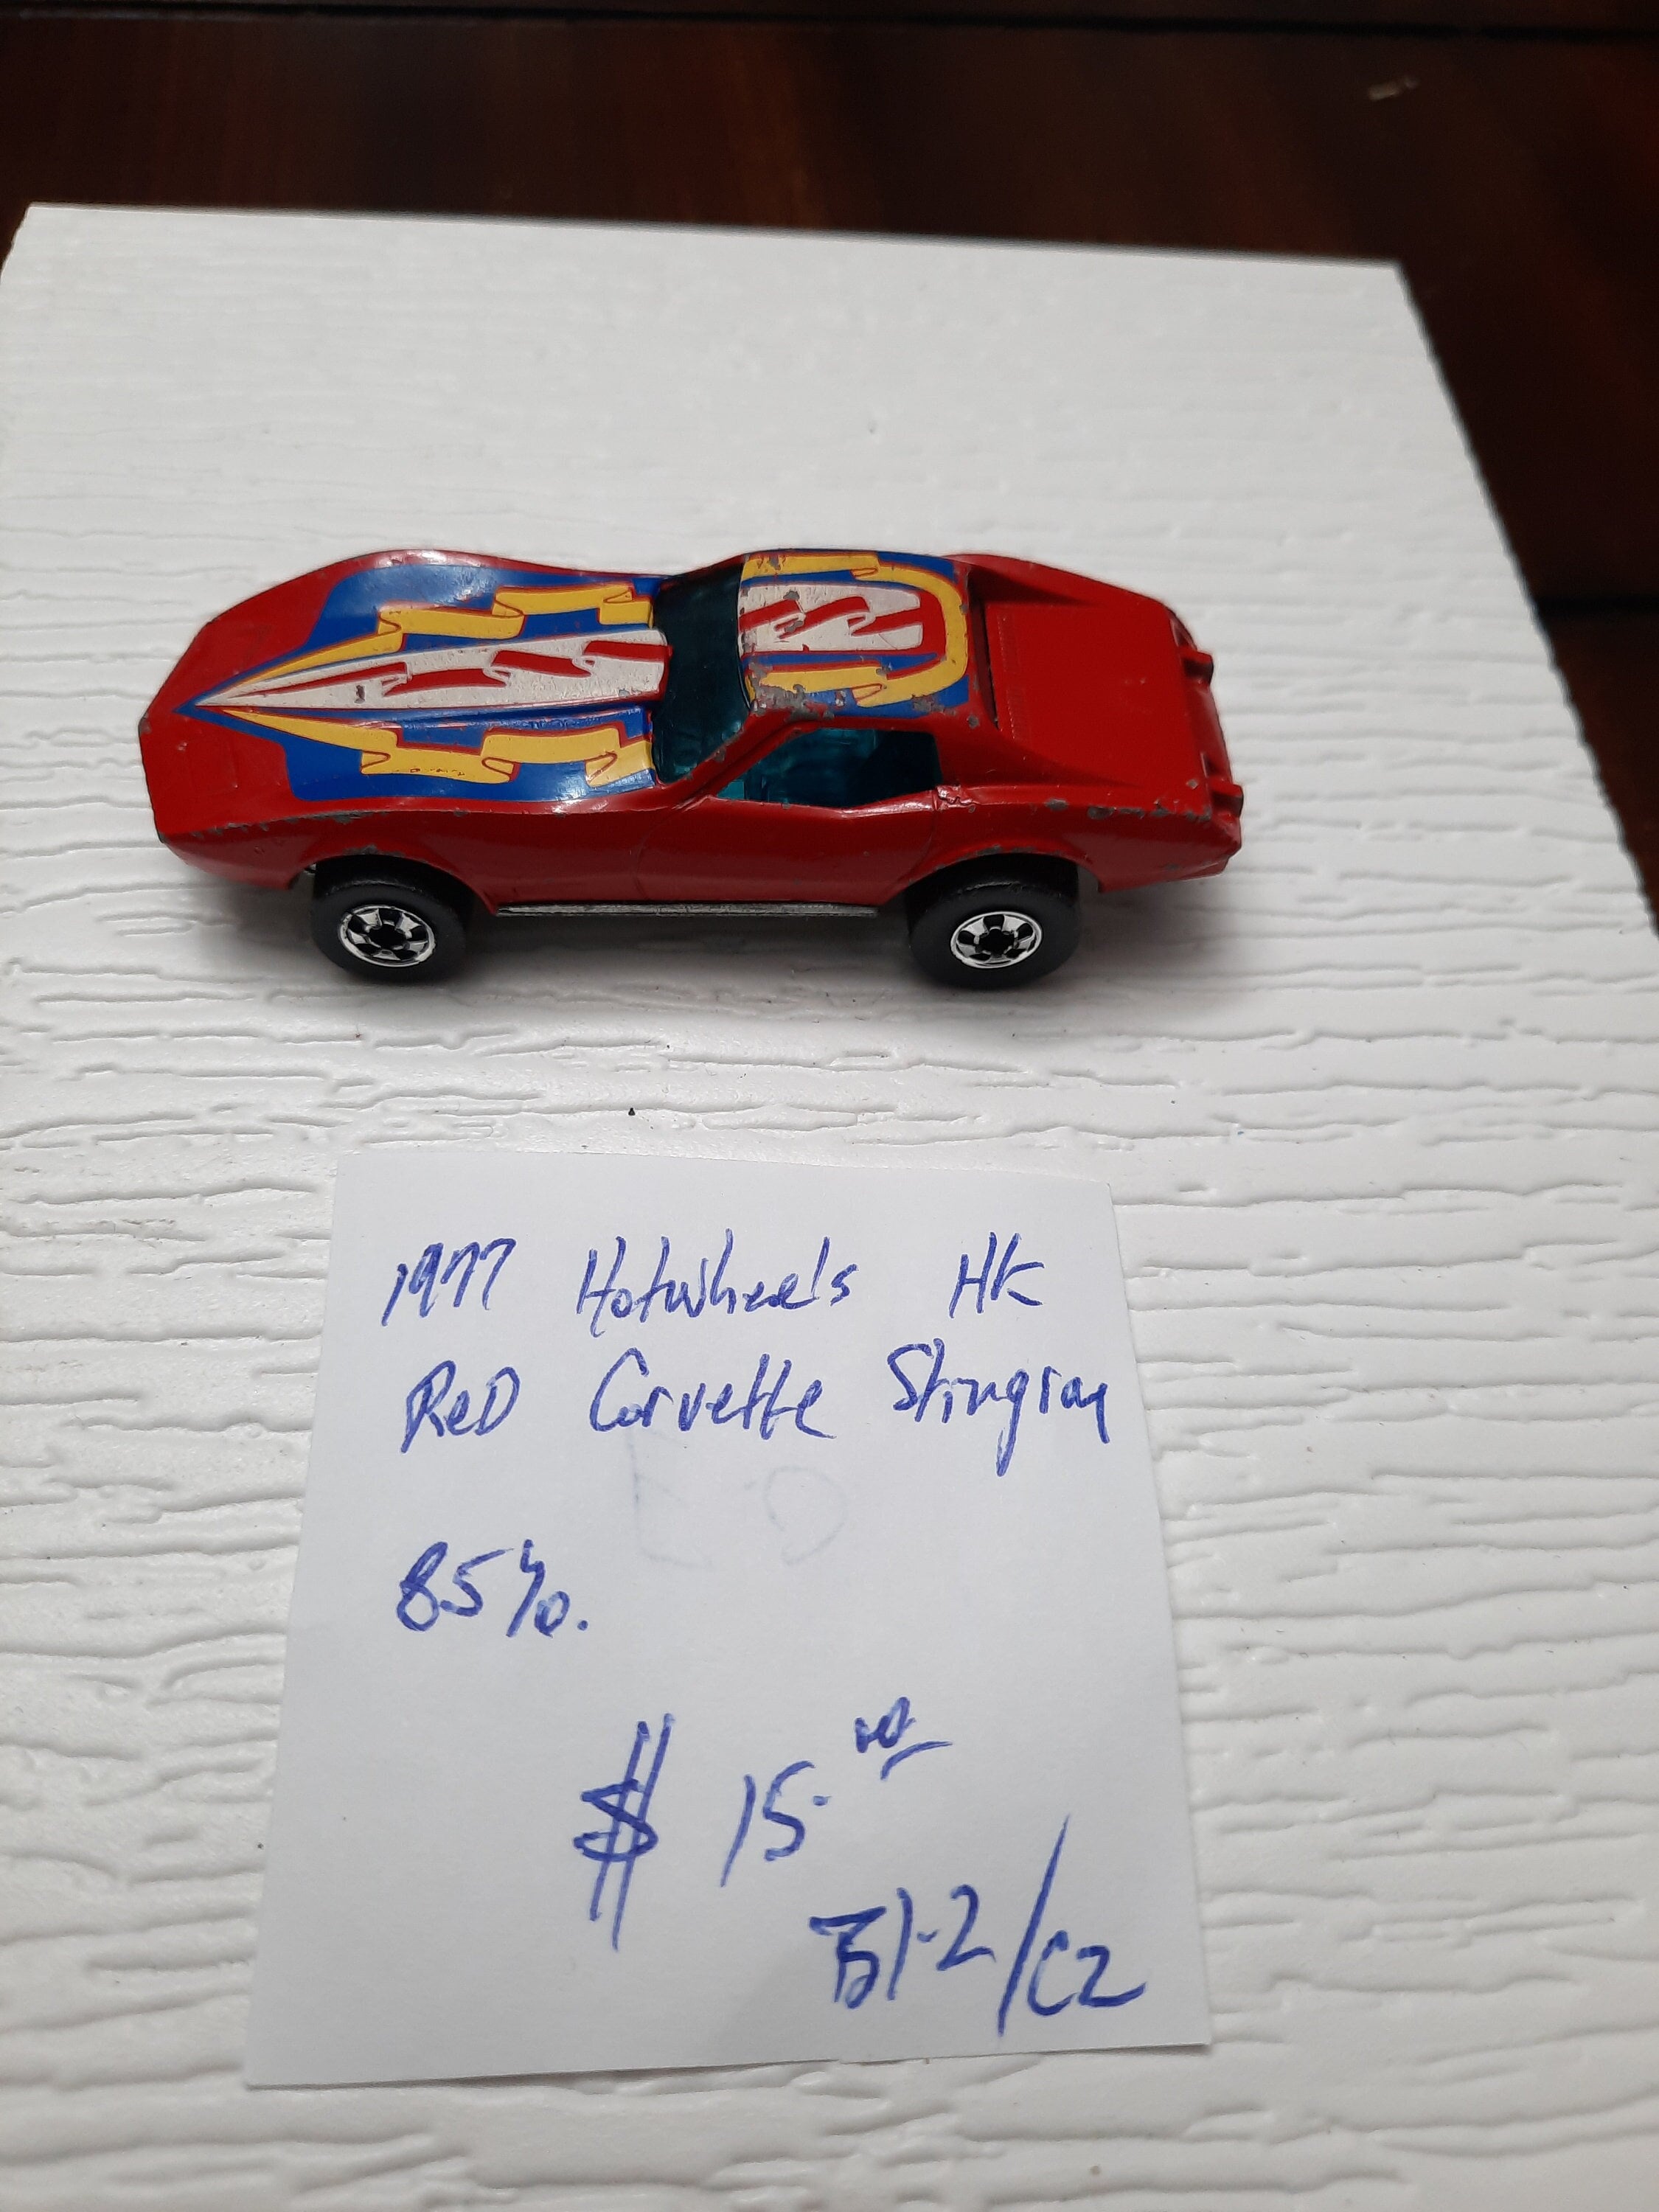 1977 Hotwheels HK
ReD Corvette Stingray
85%.
$ 15.00
B1-2/C2